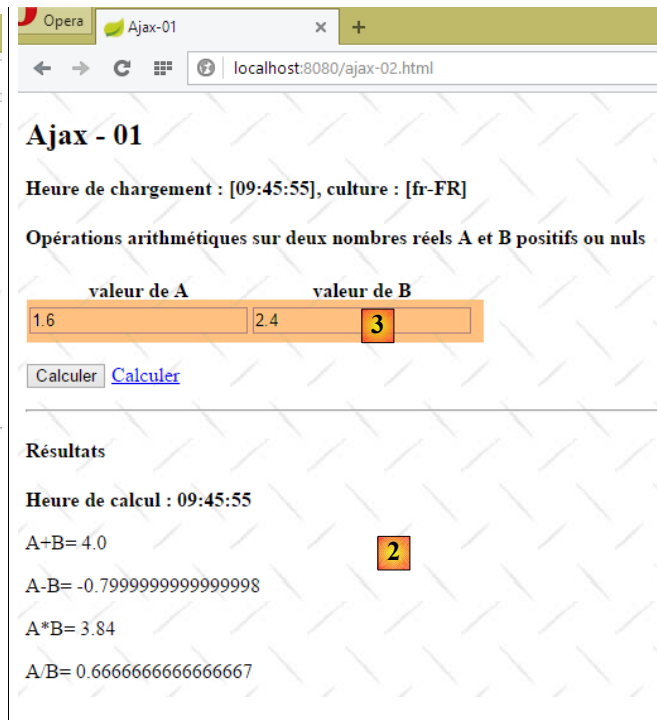 Opera
Ajax-01
localhost:8080/ajax-02.html
Ajax - 01
Heure de chargement : [09:45:55], culture : [fr-FR]
Opérations arithmétiques sur deux nombres réels A et B positifs ou nuls
valeur de A valeur de B
1.6 2.4 3
Calculer Calculer
Résultats
Heure de calcul : 09:45:55
A+B= 4.0
2
A-B= -0.7999999999999998
A*B= 3.84
A/B= 0.6666666666666667